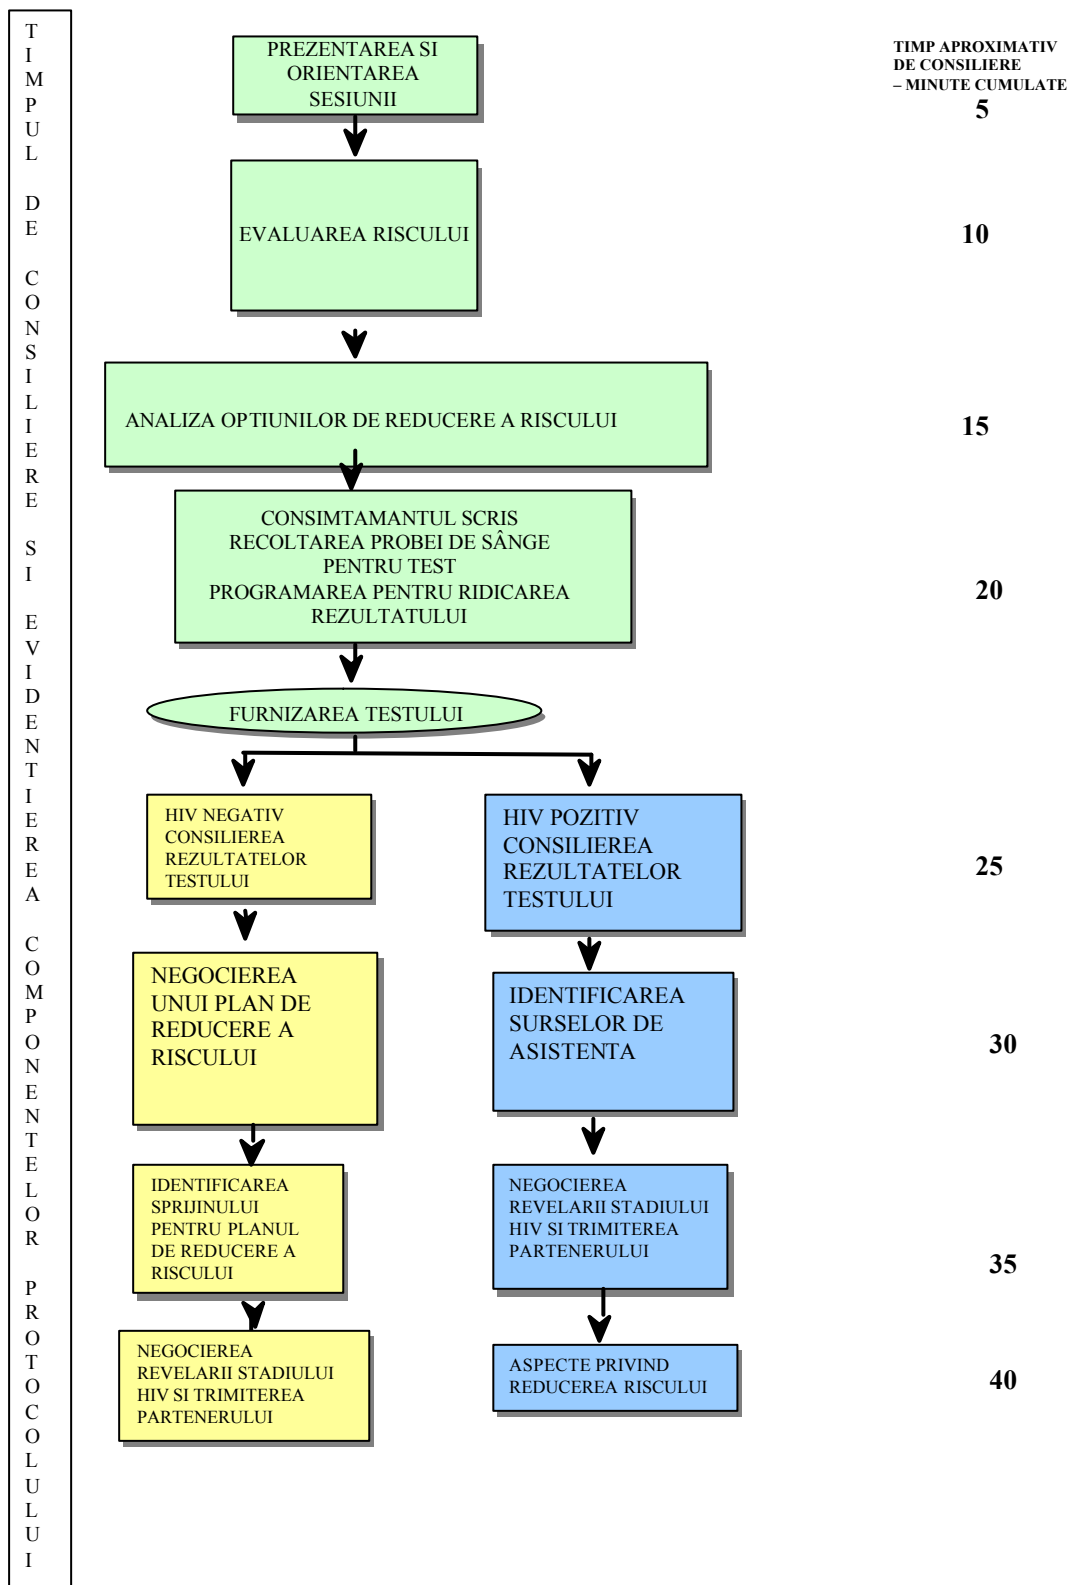 TIMPUL DE CONSILIERE SI EVIDENTIEREA COMPONENTELOR PROTOCOLULUI
PREZENTAREA SI
ORIENTAREA
SESIUNII
TIMP APROXIMATIV
DE CONSILIERE
– MINUTE CUMULATE
5
EVALUAREA RISCULUI
10
ANALIZA OPTIUNILOR DE REDUCERE A RISCULUI
15
CONSIMTAMANTUL SCRIS
RECOLTAREA PROBEI DE SÂNGE
PENTRU TEST
PROGRAMAREA PENTRU RIDICAREA
REZULTATULUI
20
FURNIZAREA TESTULUI
HIV NEGATIV
CONSILIEREA
REZULTATELOR
TESTULUI
HIV POZITIV
CONSILIEREA
REZULTATELOR
TESTULUI
25
NEGOCIEREA
UNUI PLAN DE
REDUCERE A
RISCULUI
IDENTIFICAREA
SURSELOR DE
ASISTENTA
30
IDENTIFICAREA
SPRIJINULUI
PENTRU PLANUL
DE REDUCERE A
RISCULUI
NEGOCIEREA
REVELARII STADIULUI
HIV SI TRIMITEREA
PARTENERULUI
35
NEGOCIEREA
REVELARII STADIULUI
HIV SI TRIMITEREA
PARTENERULUI
ASPECTE PRIVIND
REDUCEREA RISCULUI
40